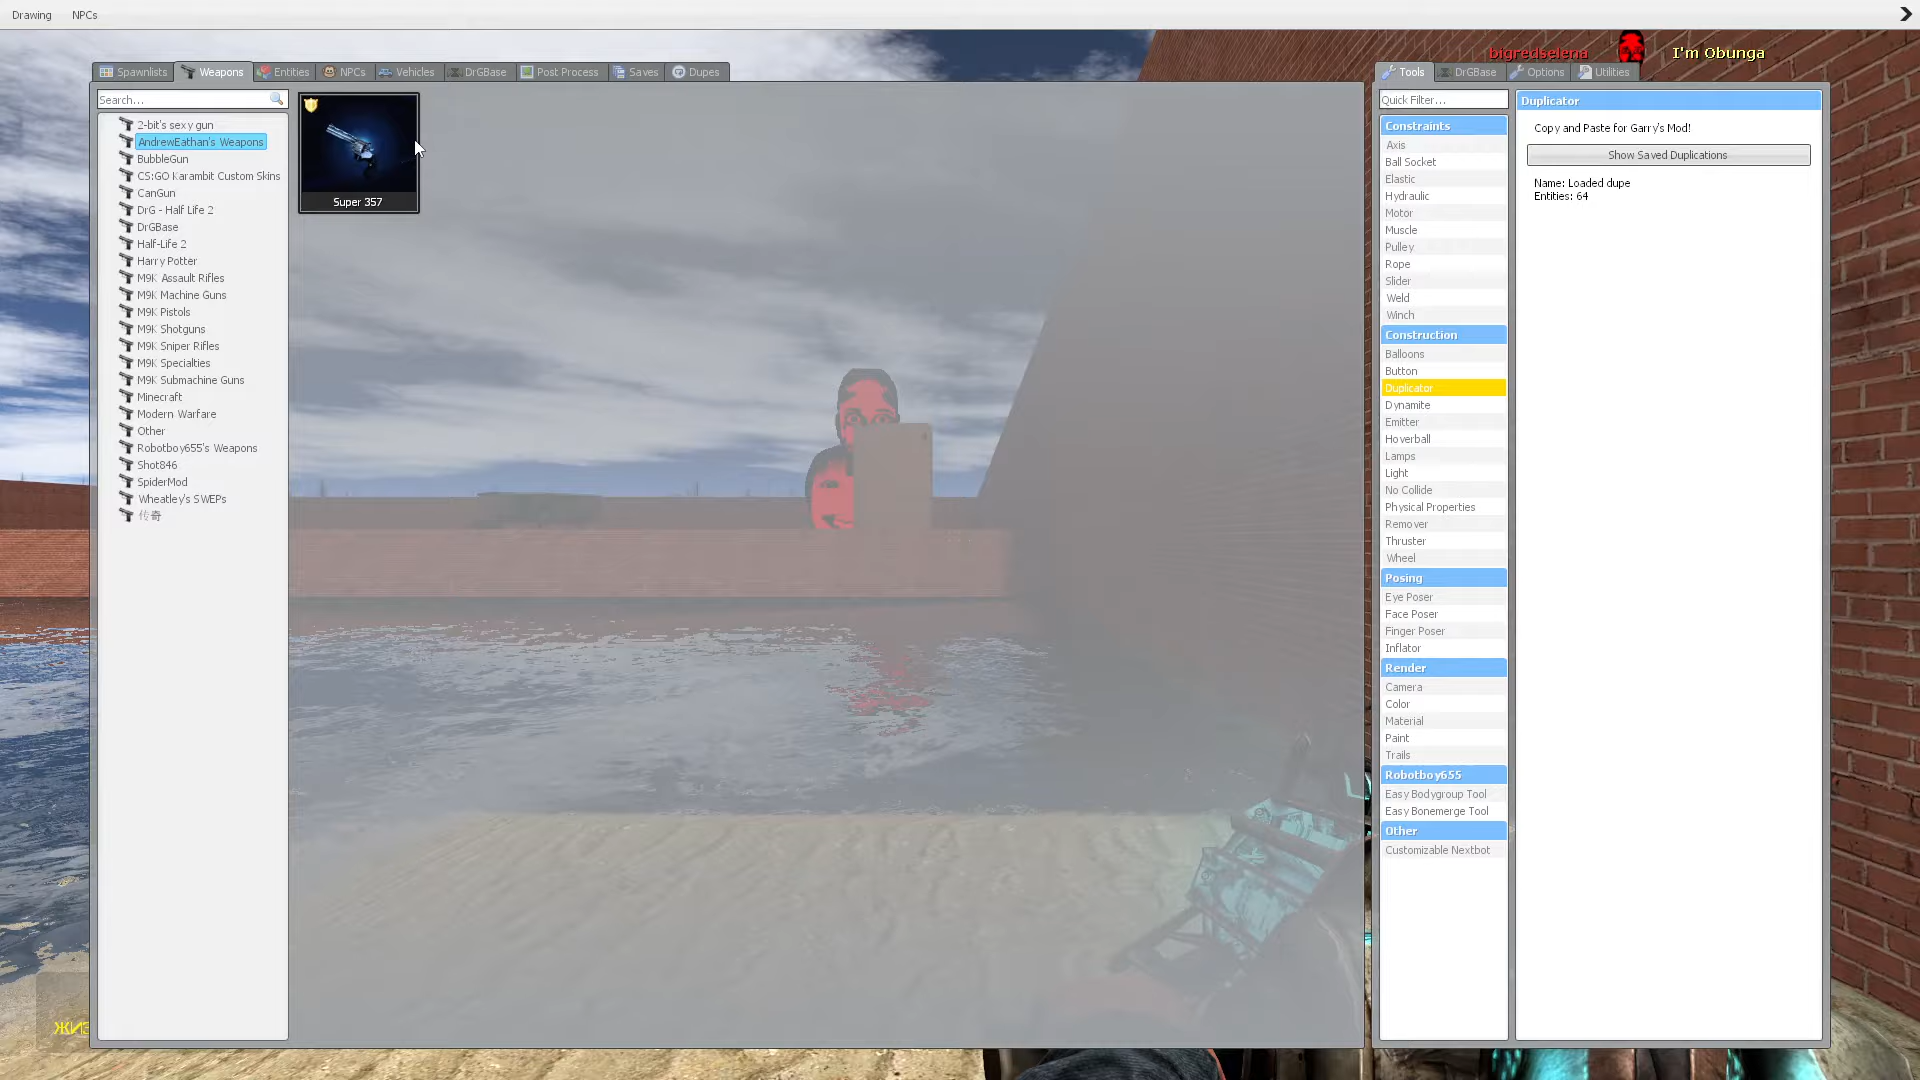 Drawing NPCs
bigredselena I'm Obunga
Spawnlists Weapons Entities NPCs Vehicles DrGBase Post Process Saves Dupes
Tools DrGBase Options Utilities
Search...
2-bit's sexy gun
AndrewEathan's Weapons
BubbleGun
CS:GO Karambit Custom Skins
CanGun
DrG - Half Life 2
DrGBase
Half-Life 2
Harry Potter
M9K Assault Rifles
M9K Machine Guns
M9K Pistols
M9K Shotguns
M9K Sniper Rifles
M9K Specialties
M9K Submachine Guns
Minecraft
Modern Warfare
Other
Robotboy655's Weapons
Shot846
SpiderMod
Wheatley's SWEPs
传奇
Super 357
Quick Filter...
Constraints
Axis
Ball Socket
Elastic
Hydraulic
Motor
Muscle
Pulley
Rope
Slider
Weld
Winch
Construction
Balloons
Button
Duplicator
Dynamite
Emitter
Hoverball
Lamps
Light
No Collide
Physical Properties
Remover
Thruster
Wheel
Posing
Eye Poser
Face Poser
Finger Poser
Inflator
Render
Camera
Color
Material
Paint
Trails
Robotboy655
Easy Bodygroup Tool
Easy Bonemerge Tool
Other
Customizable Nextbot
Duplicator
Copy and Paste for Garry's Mod!
Show Saved Duplications
Name: Loaded dupe
Entities: 64